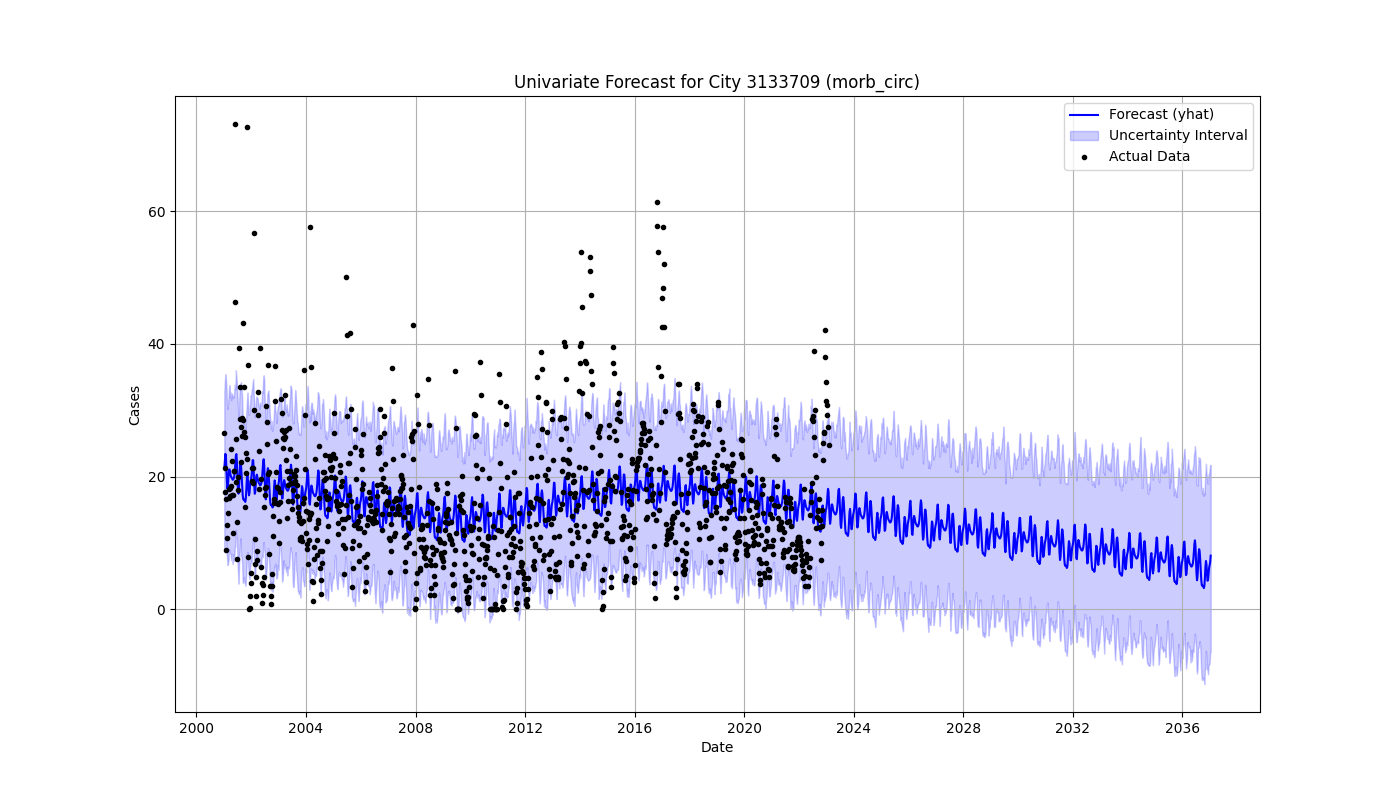 Univariate Forecast for City 3133709 (morb_circ)
Forecast (yhat)
Uncertainty Interval
Actual Data
Cases
60
40
20
0
2000 2004 2008 2012 2016 2020 2024 2028 2032 2036
Date